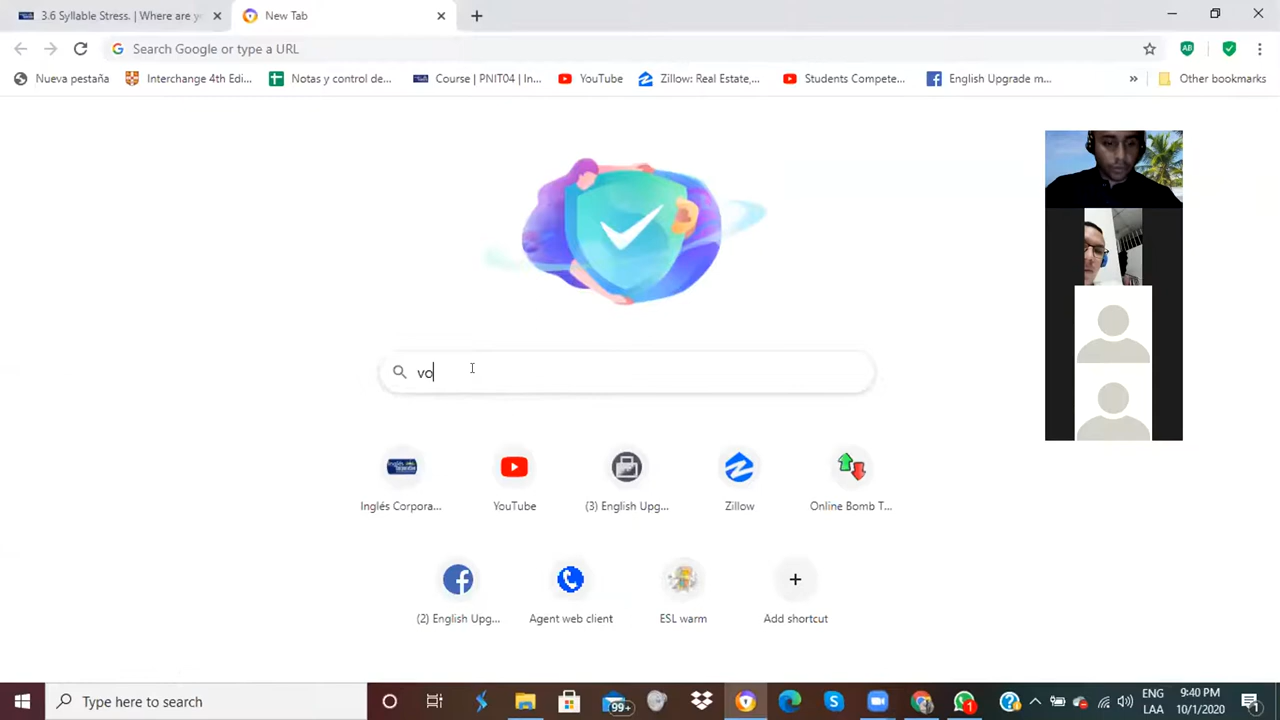 3.6 Syllable Stress. | Where are yo
New Tab
Search Google or type a URL
Nueva pestaña
Interchange 4th Edi...
Notas y control de...
Course | PNIT04 | In...
YouTube
Zillow: Real Estate,...
Students Compete...
English Upgrade m...
»
Other bookmarks
vo
Inglés Corpora...
YouTube
(3) English Upg...
Zillow
Online Bomb T...
(2) English Upg...
Agent web client
ESL warm
Add shortcut
Type here to search
99+
1
ENG
LAA
9:40 PM
10/1/2020
1